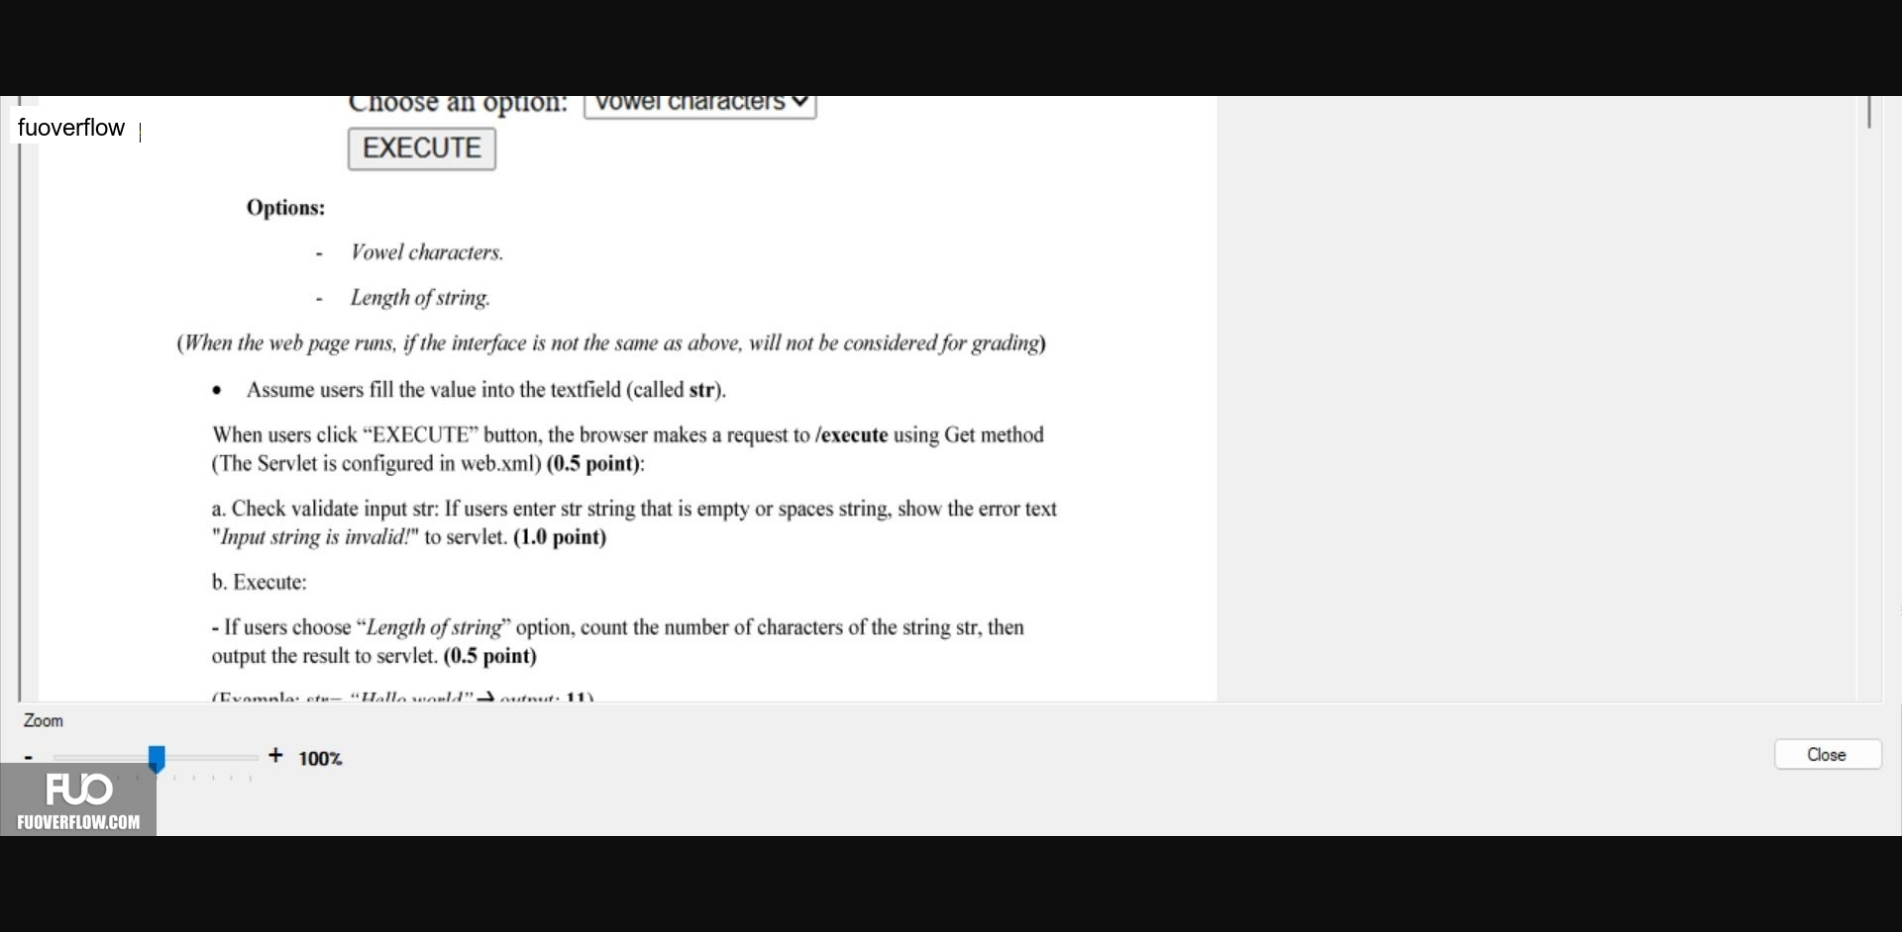 Choose an option: Vowel characters
fuoverflow
EXECUTE
Options:
- Vowel characters.
- Length of string.
(When the web page runs, if the interface is not the same as above, will not be considered for grading)
• Assume users fill the value into the textfield (called str).
When users click “EXECUTE” button, the browser makes a request to /execute using Get method
(The Servlet is configured in web.xml) (0.5 point):
a. Check validate input str: If users enter str string that is empty or spaces string, show the error text
"Input string is invalid!" to servlet. (1.0 point)
b. Execute:
- If users choose “Length of string” option, count the number of characters of the string str, then
output the result to servlet. (0.5 point)
(Example: str= “Hello world”→ output: 11)
Zoom
- + 100%
Close
FUO
FUOVERFLOW.COM